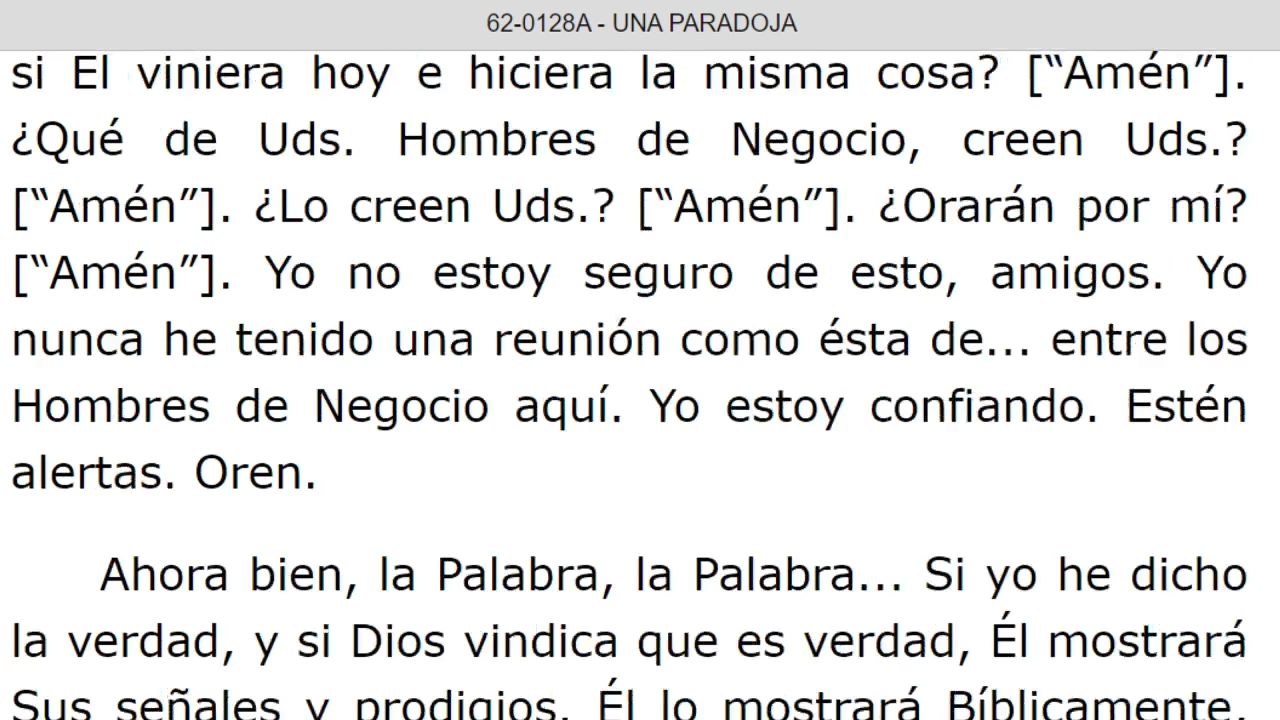 62-0128A - UNA PARADOJA
si El viniera hoy e hiciera la misma cosa? [“Amén”].
¿Qué de Uds. Hombres de Negocio, creen Uds.?
[“Amén”]. ¿Lo creen Uds.? [“Amén”]. ¿Orarán por mí?
[“Amén”]. Yo no estoy seguro de esto, amigos. Yo
nunca he tenido una reunión como ésta de... entre los
Hombres de Negocio aquí. Yo estoy confiando. Estén
alertas. Oren.
Ahora bien, la Palabra, la Palabra... Si yo he dicho
la verdad, y si Dios vindica que es verdad, Él mostrará
Sus señales y prodigios. Él lo mostrará Bíblicamente.